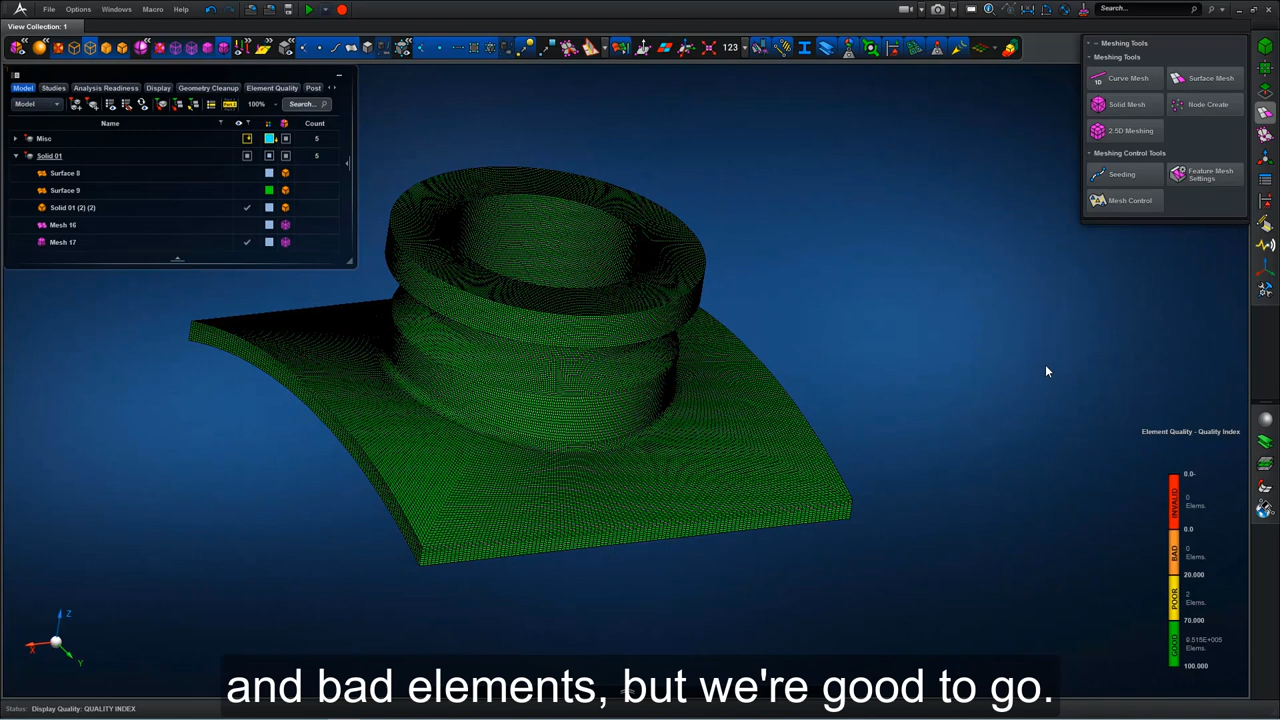 File Options Windows Macro Help
Search...
View Collection: 1
123
Model Studies Analysis Readiness Display Geometry Cleanup Element Quality Post
Model 100% Search...
Name Count
Misc 5
Solid 01 5
Surface 8
Surface 9
Solid 01 (2) (2)
Mesh 16
Mesh 17
Meshing Tools
Meshing Tools
1D Curve Mesh Surface Mesh
Solid Mesh Node Create
2.5D Meshing
Meshing Control Tools
Seeding Feature Mesh Settings
Mesh Control
Element Quality - Quality Index
0.0-
INVALID 0 Elems.
0.0
BAD 0 Elems.
20.000
POOR 2 Elems.
70.000
GOOD 9.515E+005 Elems.
100.000
Z
X
Y
and bad elements, but we're good to go.
Status: Display Quality: QUALITY INDEX